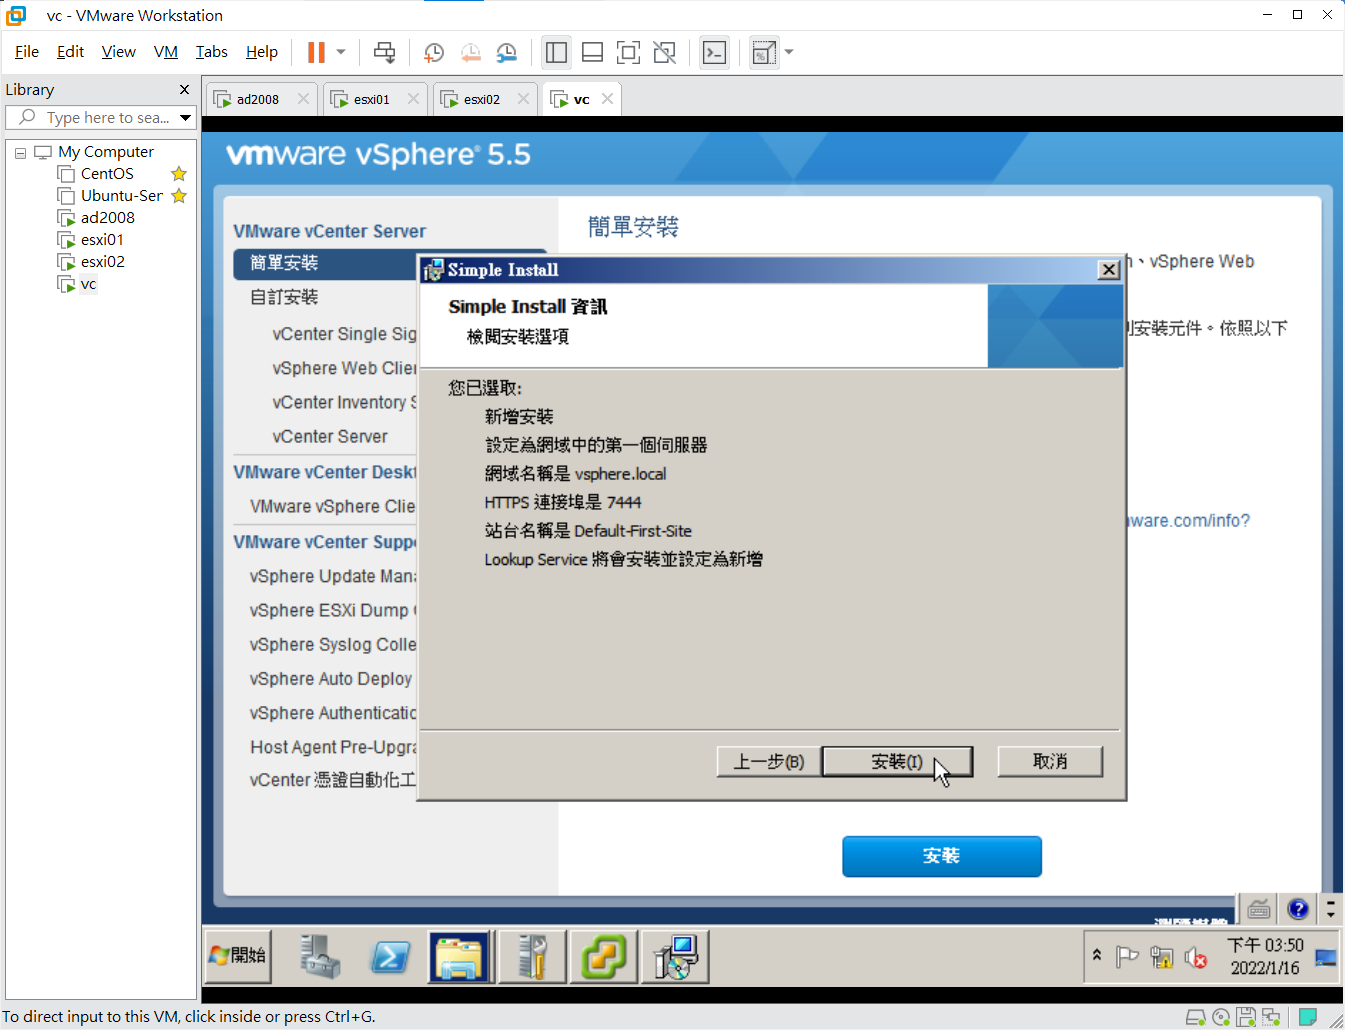 vc - VMware Workstation
File Edit View VM Tabs Help
Library
Type here to sea...
ad2008
esxi01
esxi02
vc
My Computer
CentOS
Ubuntu-Ser
ad2008
esxi01
esxi02
vc
vmware vSphere® 5.5
VMware vCenter Server
簡單安裝
自訂安裝
vCenter Single Sig
vSphere Web Clie
vCenter Inventory S
vCenter Server
VMware vCenter Deskt
VMware vSphere Clie
VMware vCenter Supp
vSphere Update Mana
vSphere ESXi Dump
vSphere Syslog Colle
vSphere Auto Deploy
vSphere Authenticatio
Host Agent Pre-Upgra
vCenter 憑證自動化工
簡單安裝
、vSphere Web
安裝元件。依照以下
ware.com/info?
Simple Install
Simple Install 資訊
檢閱安裝選項
您已選取:
新增安裝
設定為網域中的第一個伺服器
網域名稱是 vsphere.local
HTTPS 連接埠是 7444
站台名稱是 Default-First-Site
Lookup Service 將會安裝並設定為新增
上一步(B)
安裝(I)
取消
安裝
開始
下午 03:50
2022/1/16
To direct input to this VM, click inside or press Ctrl+G.